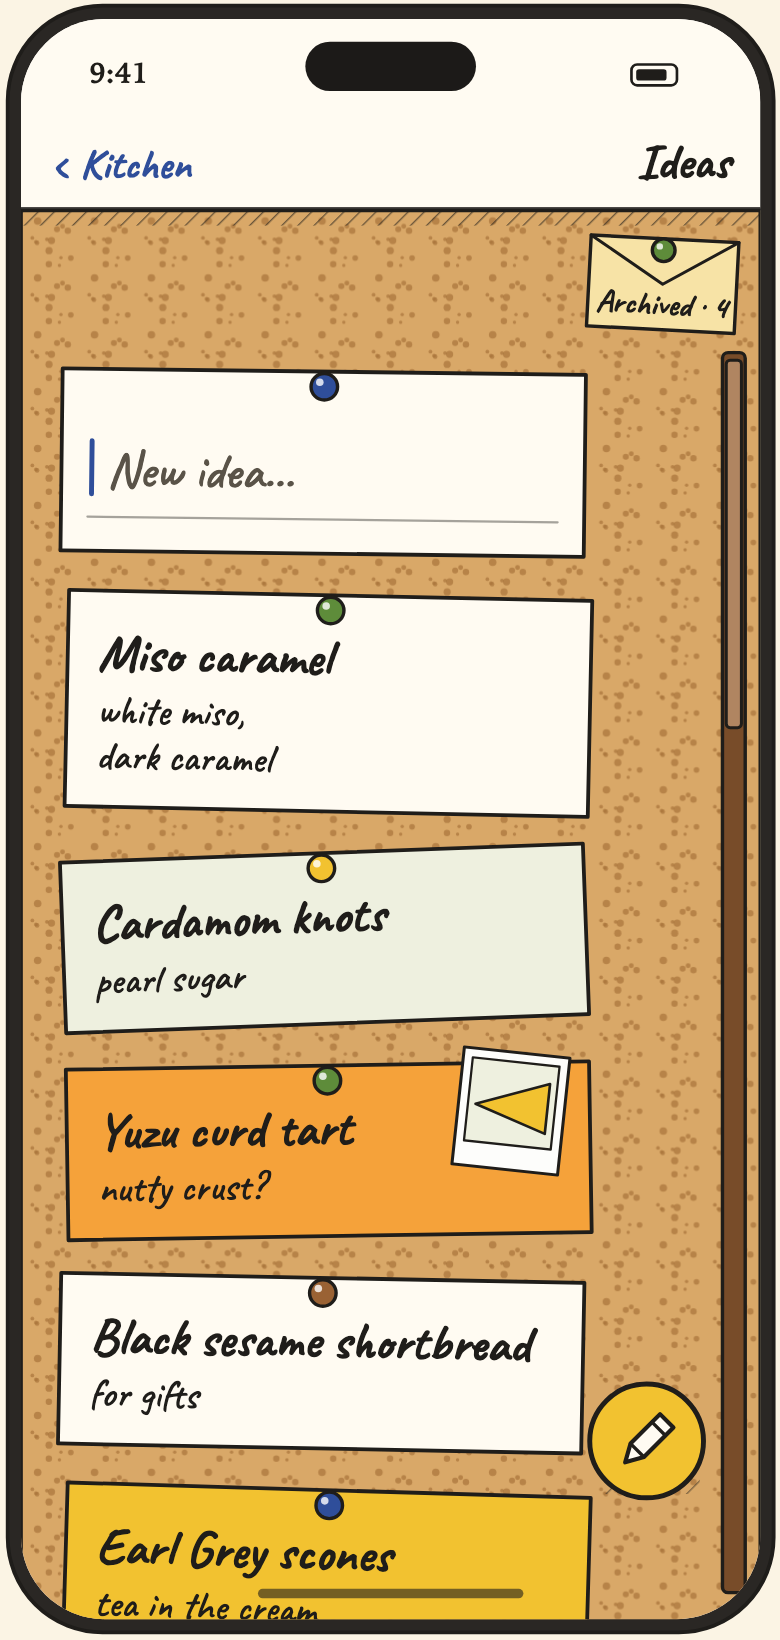 9:41
‹ Kitchen
Ideas
Archived · 4
New idea...
Miso caramel
white miso,
dark caramel
Cardamom knots
pearl sugar
Yuzu curd tart
nutty crust?
Black sesame shortbread
for gifts
Earl Grey scones
tea in the cream